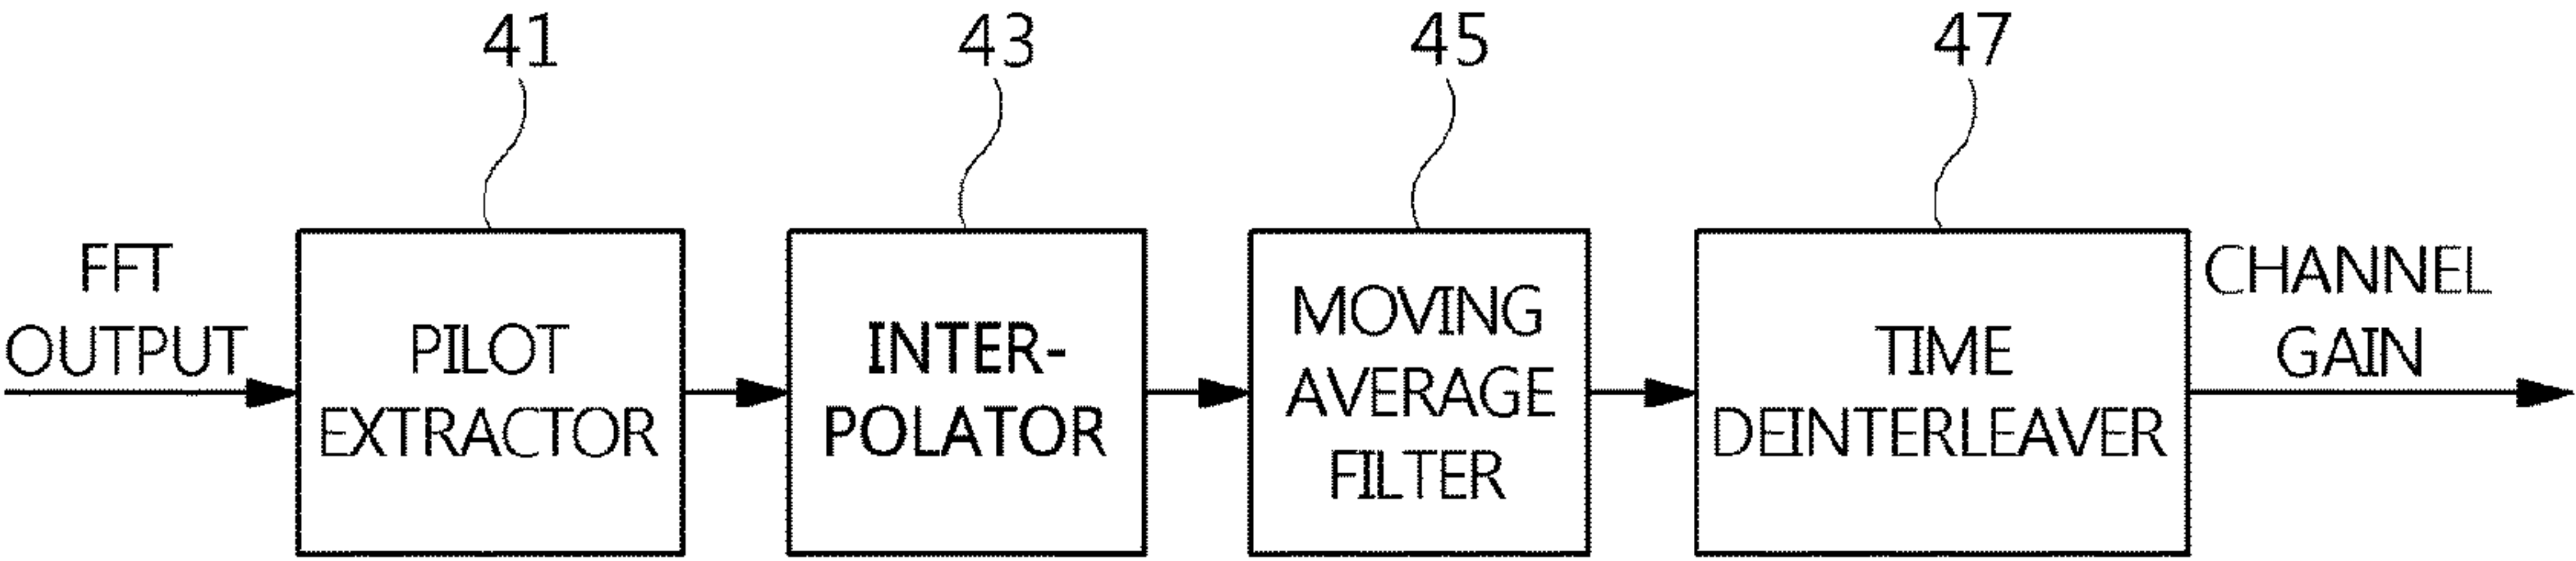 41
43
45
47
FFT
OUTPUT
PILOT
EXTRACTOR
INTER-
POLATOR
MOVING
AVERAGE
FILTER
TIME
DEINTERLEAVER
CHANNEL
GAIN